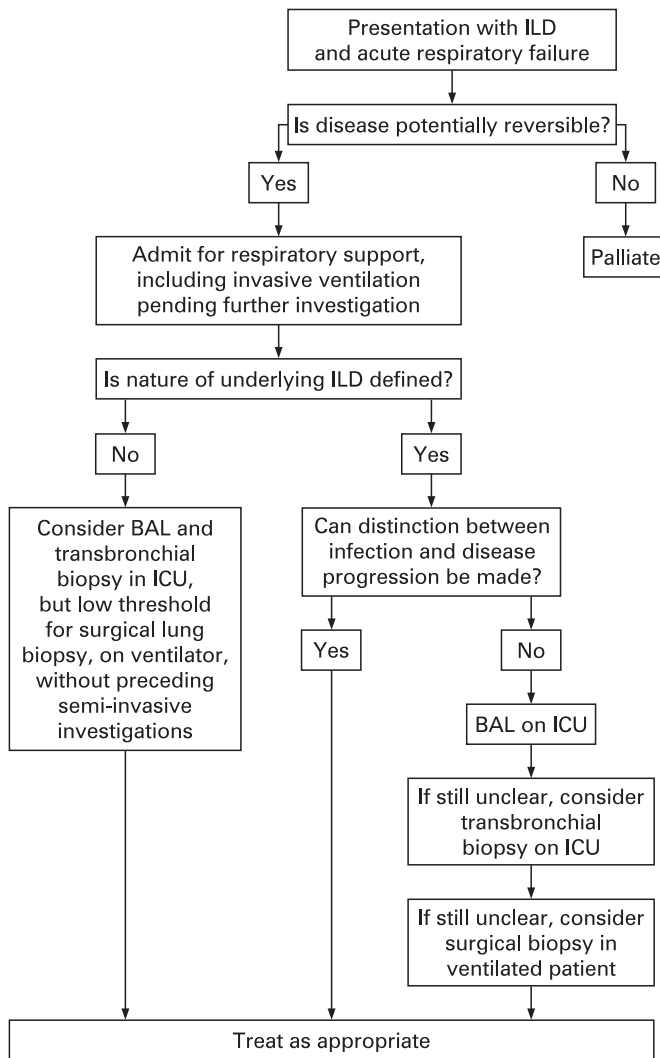 Presentation with ILD
and acute respiratory failure
Is disease potentially reversible?
Yes
No
Admit for respiratory support,
including invasive ventilation
pending further investigation
Palliate
Is nature of underlying ILD defined?
No
Yes
Consider BAL and
transbronchial
biopsy in ICU,
but low threshold
for surgical lung
biopsy, on ventilator,
without preceding
semi-invasive
investigations
Can distinction between
infection and disease
progression be made?
Yes
No
BAL on ICU
If still unclear, consider
transbronchial
biopsy on ICU
If still unclear, consider
surgical biopsy in
ventilated patient
Treat as appropriate